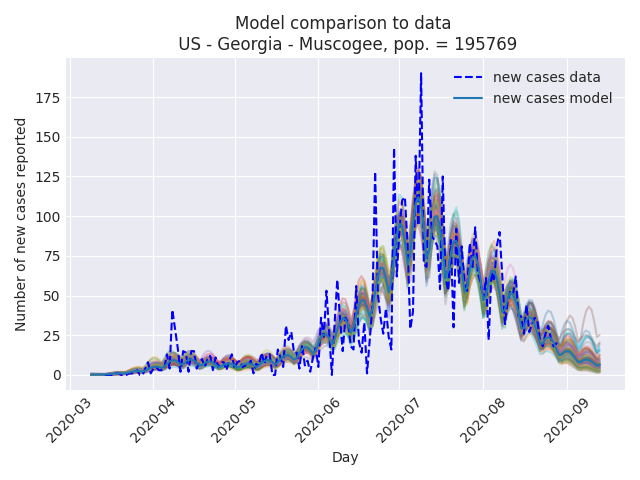 Model comparison to data
US - Georgia - Muscogee, pop. = 195769
new cases data
new cases model
Number of new cases reported
175
150
125
100
75
50
25
0
2020-03
2020-04
2020-05
2020-06
2020-07
2020-08
2020-09
Day